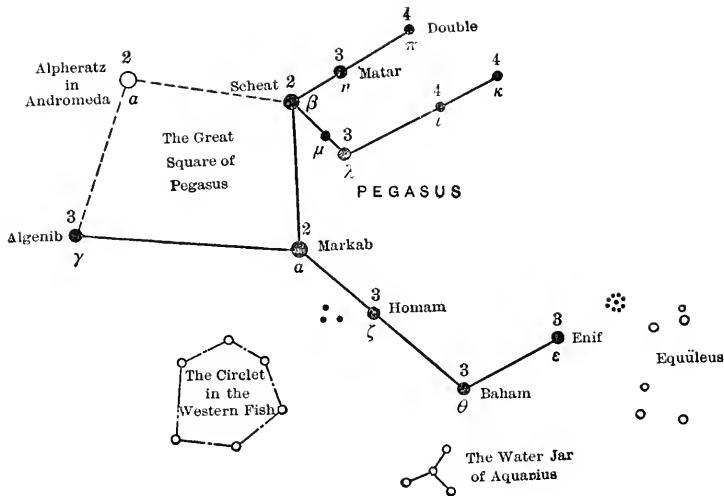 4
π
Double
3
Matar
η
2
Alpheratz
in
Andromeda
α
Scheat
2
β
4
ι
4
κ
μ
3
λ
The Great
Square of
Pegasus
PEGASUS
3
Algenib
γ
2
Markab
α
3
Homam
ζ
3
Enif
ε
Equüleus
3
Baham
θ
The Circlet
in the
Western Fish
The Water Jar
of Aquarius